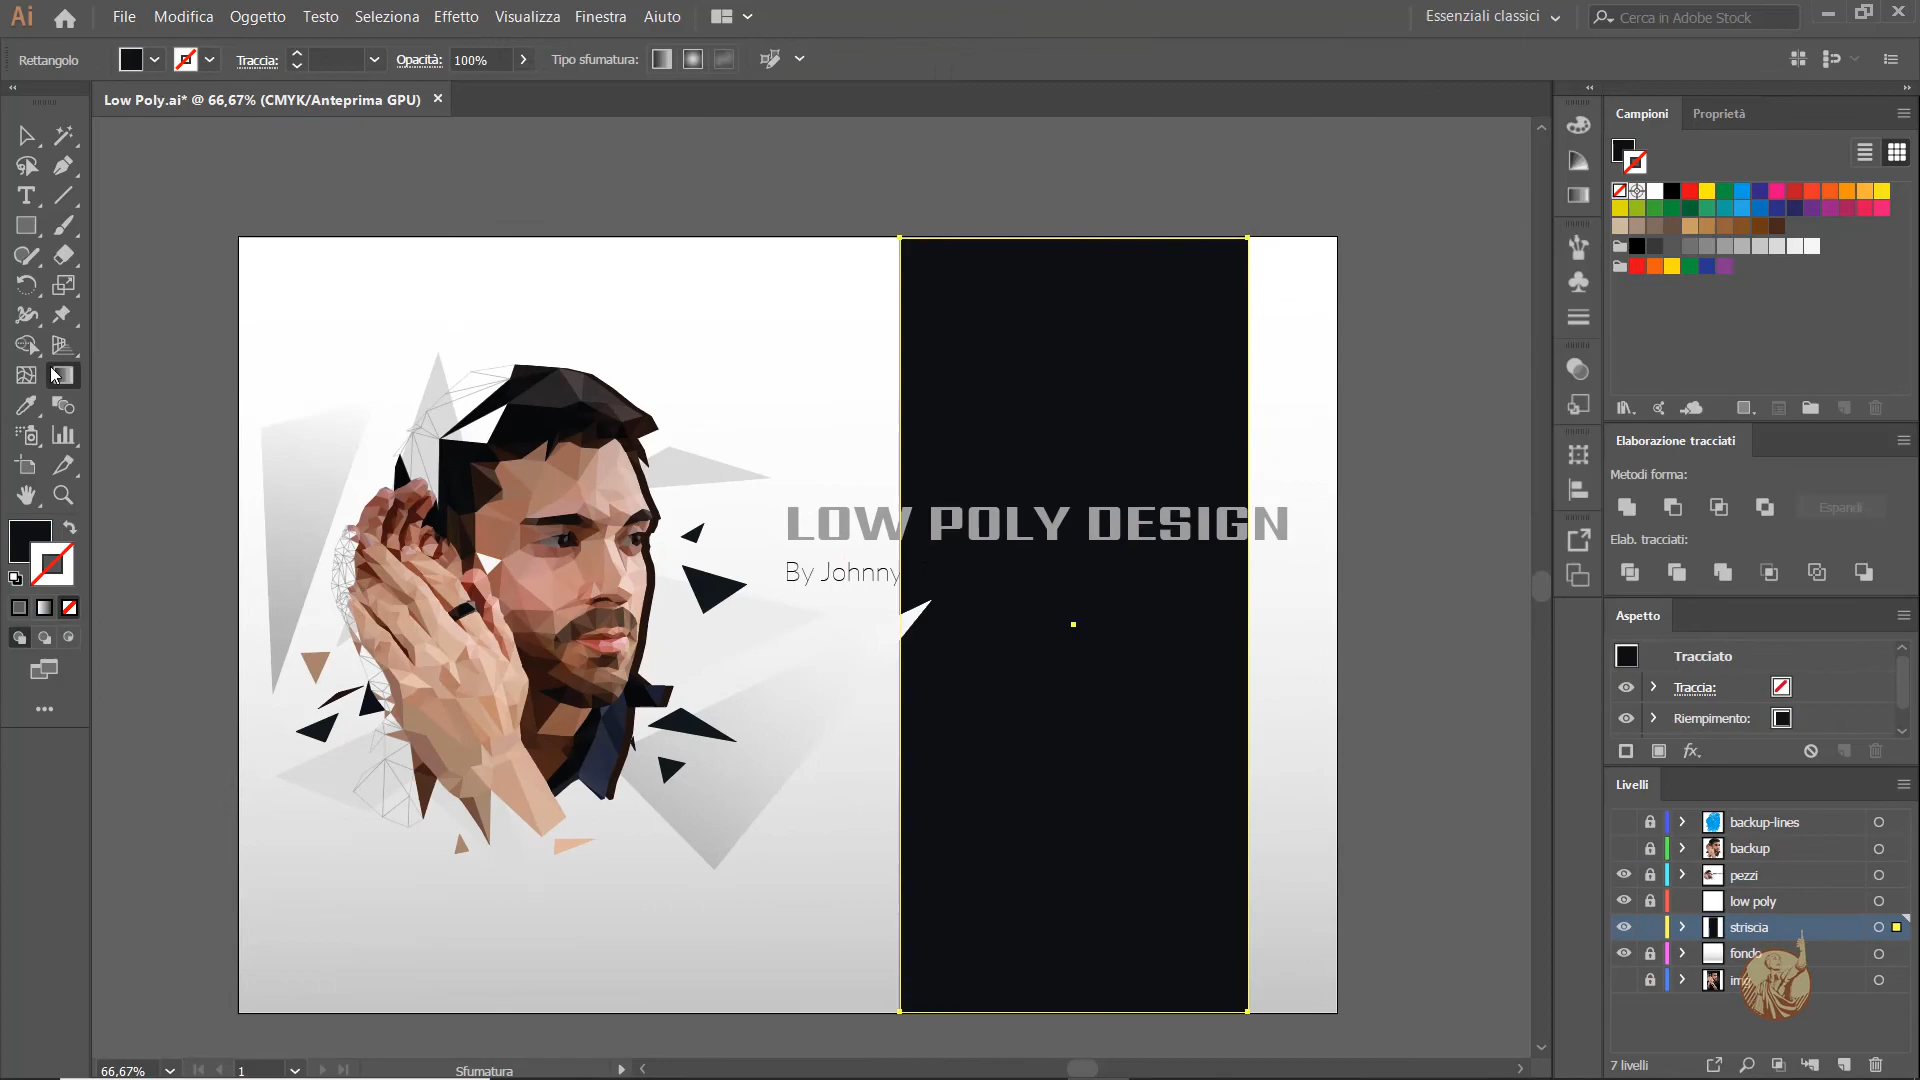 Ai
File
Modifica
Oggetto
Testo
Seleziona
Effetto
Visualizza
Finestra
Aiuto
Essenziali classici
Cerca in Adobe Stock
Rettangolo
Traccia:
Opacità:
100%
Tipo sfumatura:
Low Poly.ai* @ 66,67% (CMYK/Anteprima GPU)
Campioni
Proprietà
LOW POLY DESIGN
By Johnny
Elaborazione tracciati
Metodi forma:
Espandi
Elab. tracciati:
Aspetto
Tracciato
Traccia:
Riempimento:
fx
Livelli
backup-lines
backup
pezzi
low poly
striscia
fondo
7 livelli
66,67%
1
Sfumatura